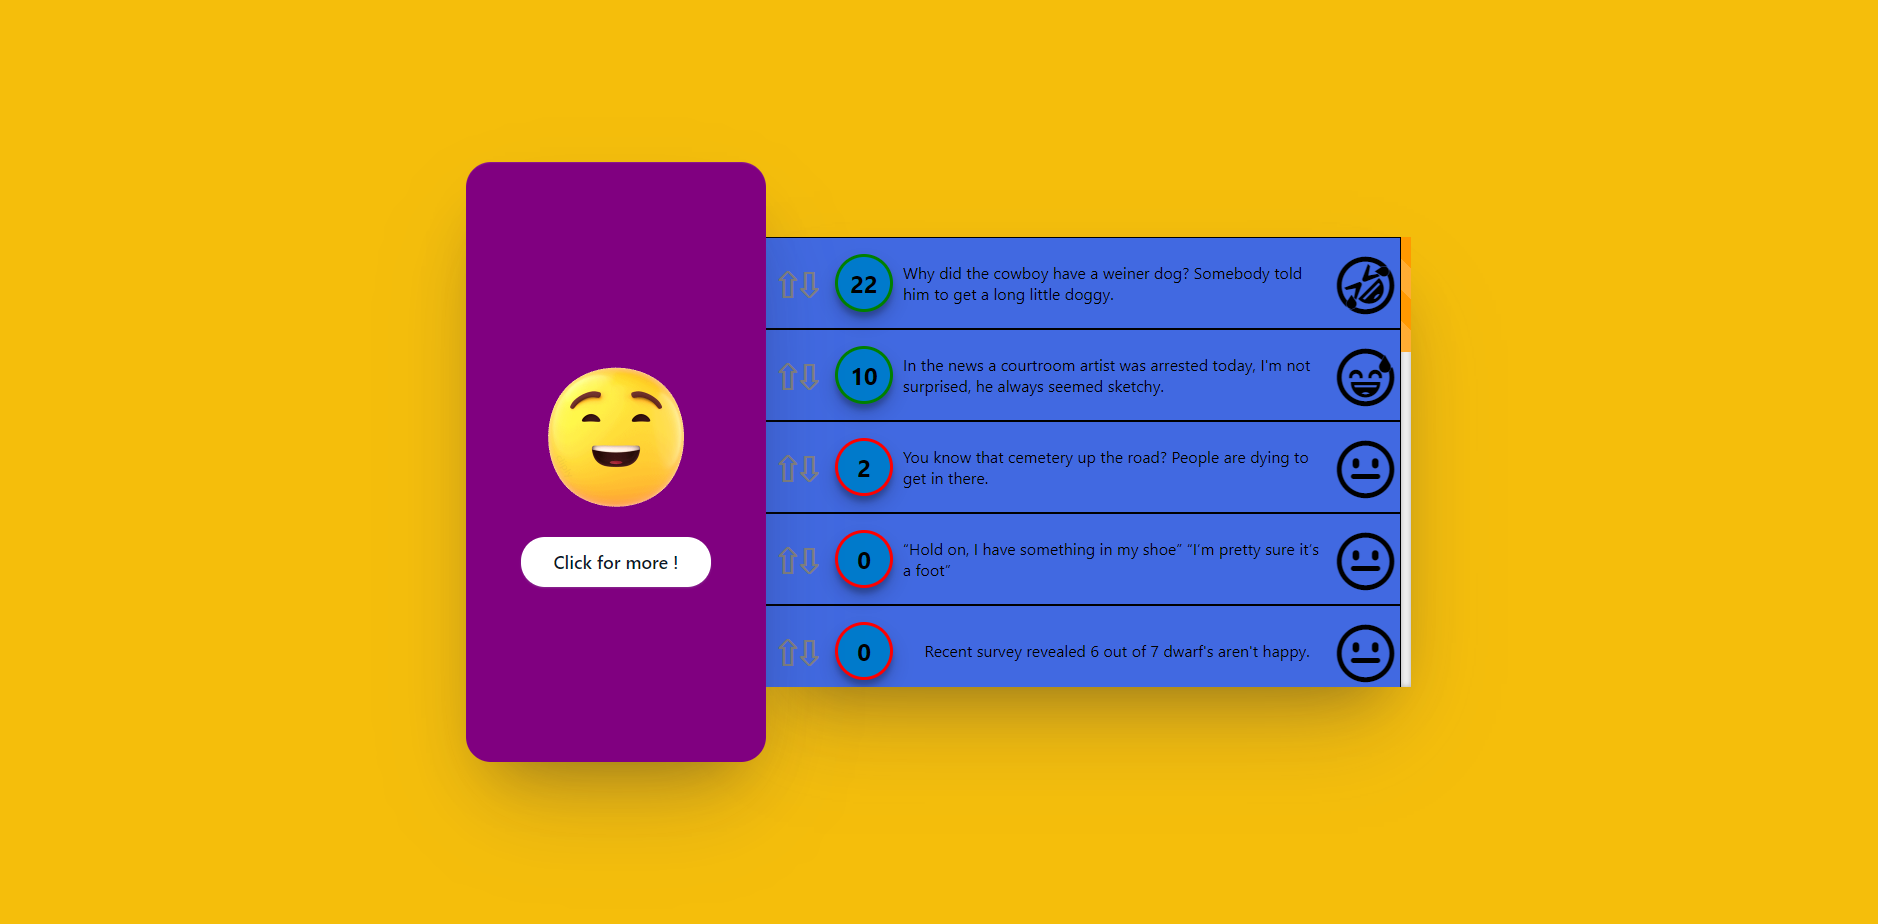 Click for more !
22
Why did the cowboy have a weiner dog? Somebody told
him to get a long little doggy.
10
In the news a courtroom artist was arrested today, I'm not
surprised, he always seemed sketchy.
2
You know that cemetery up the road? People are dying to
get in there.
0
“Hold on, I have something in my shoe” “I’m pretty sure it’s
a foot”
0
Recent survey revealed 6 out of 7 dwarf's aren't happy.